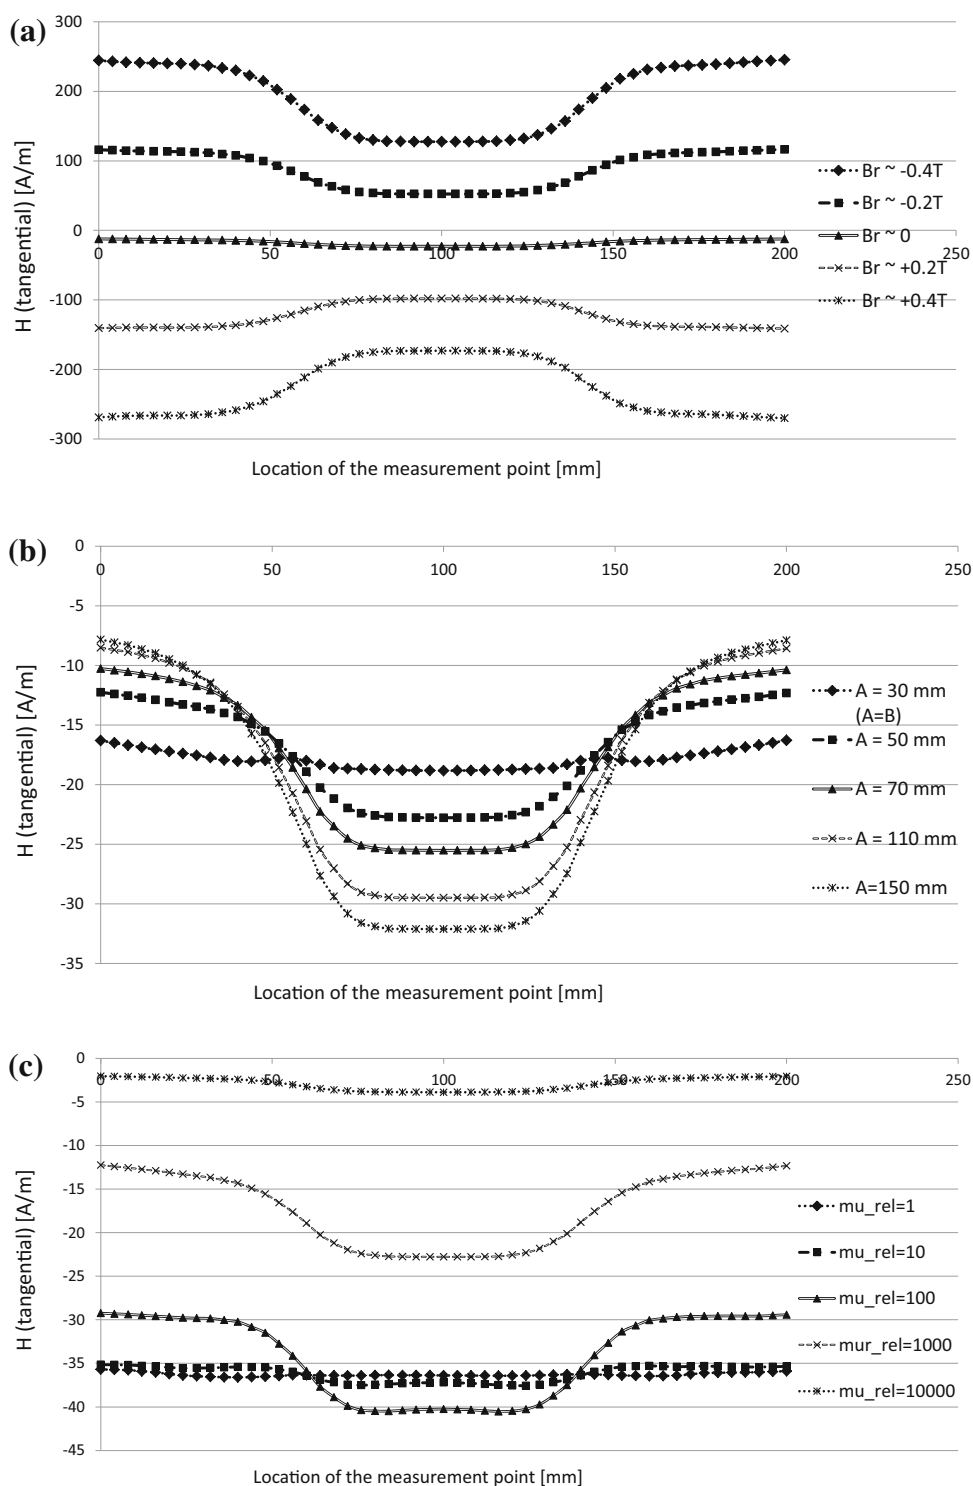 (a)
300
200
100
0
-100
-200
-300
0
50
100
150
200
250
H (tangential) [A/m]
Location of the measurement point [mm]
Br ~ -0.4T
Br ~ -0.2T
Br ~ 0
Br ~ +0.2T
Br ~ +0.4T
(b)
0
-5
-10
-15
-20
-25
-30
-35
0
50
100
150
200
250
H (tangential) [A/m]
Location of the measurement point [mm]
A = 30 mm
(A=B)
A = 50 mm
A = 70 mm
A = 110 mm
A=150 mm
(c)
0
-5
-10
-15
-20
-25
-30
-35
-40
-45
0
50
100
150
200
250
H (tangential) [A/m]
Location of the measurement point [mm]
mu_rel=1
mu_rel=10
mu_rel=100
mur_rel=1000
mu_rel=10000